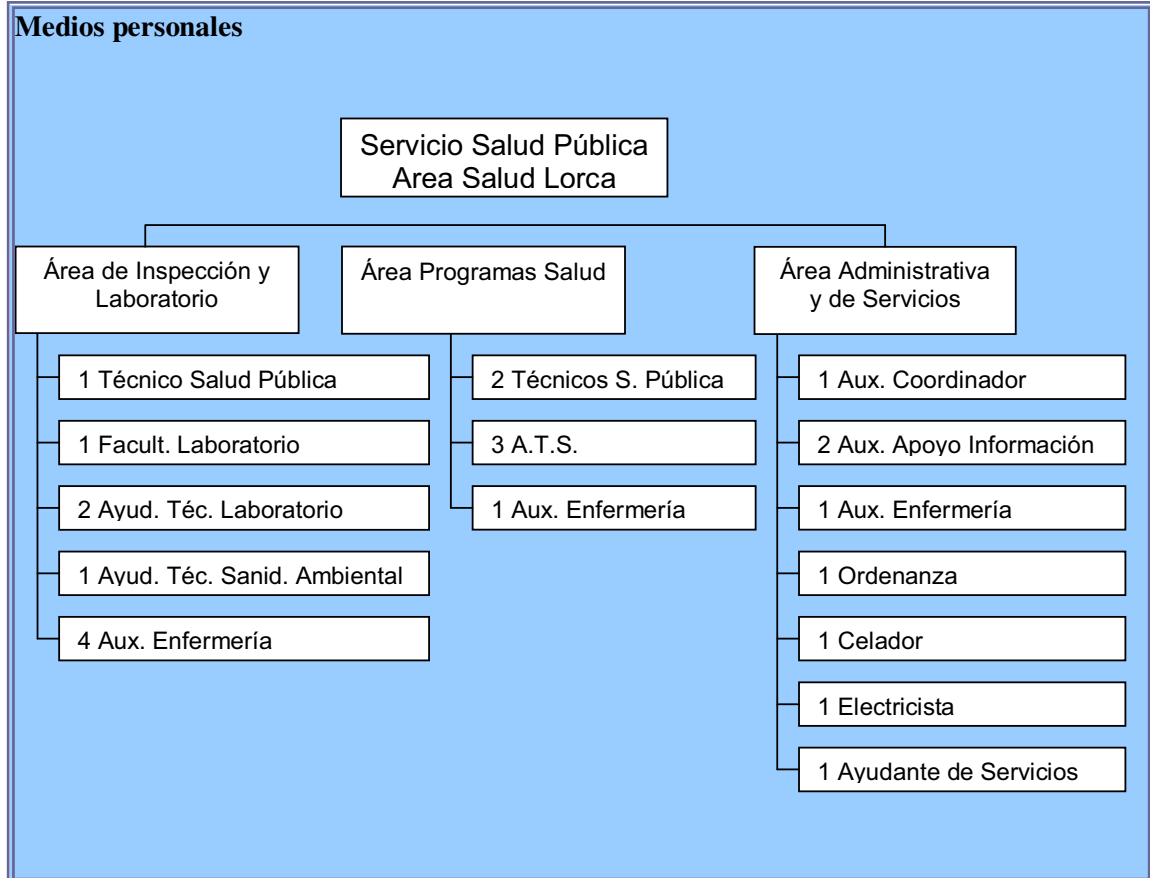 Medios personales
Servicio Salud Pública
Area Salud Lorca
Área de Inspección y
Laboratorio
1 Técnico Salud Pública
1 Facult. Laboratorio
2 Ayud. Téc. Laboratorio
1 Ayud. Téc. Sanid. Ambiental
4 Aux. Enfermería
Área Programas Salud
2 Técnicos S. Pública
3 A.T.S.
1 Aux. Enfermería
Área Administrativa
y de Servicios
1 Aux. Coordinador
2 Aux. Apoyo Información
1 Aux. Enfermería
1 Ordenanza
1 Celador
1 Electricista
1 Ayudante de Servicios